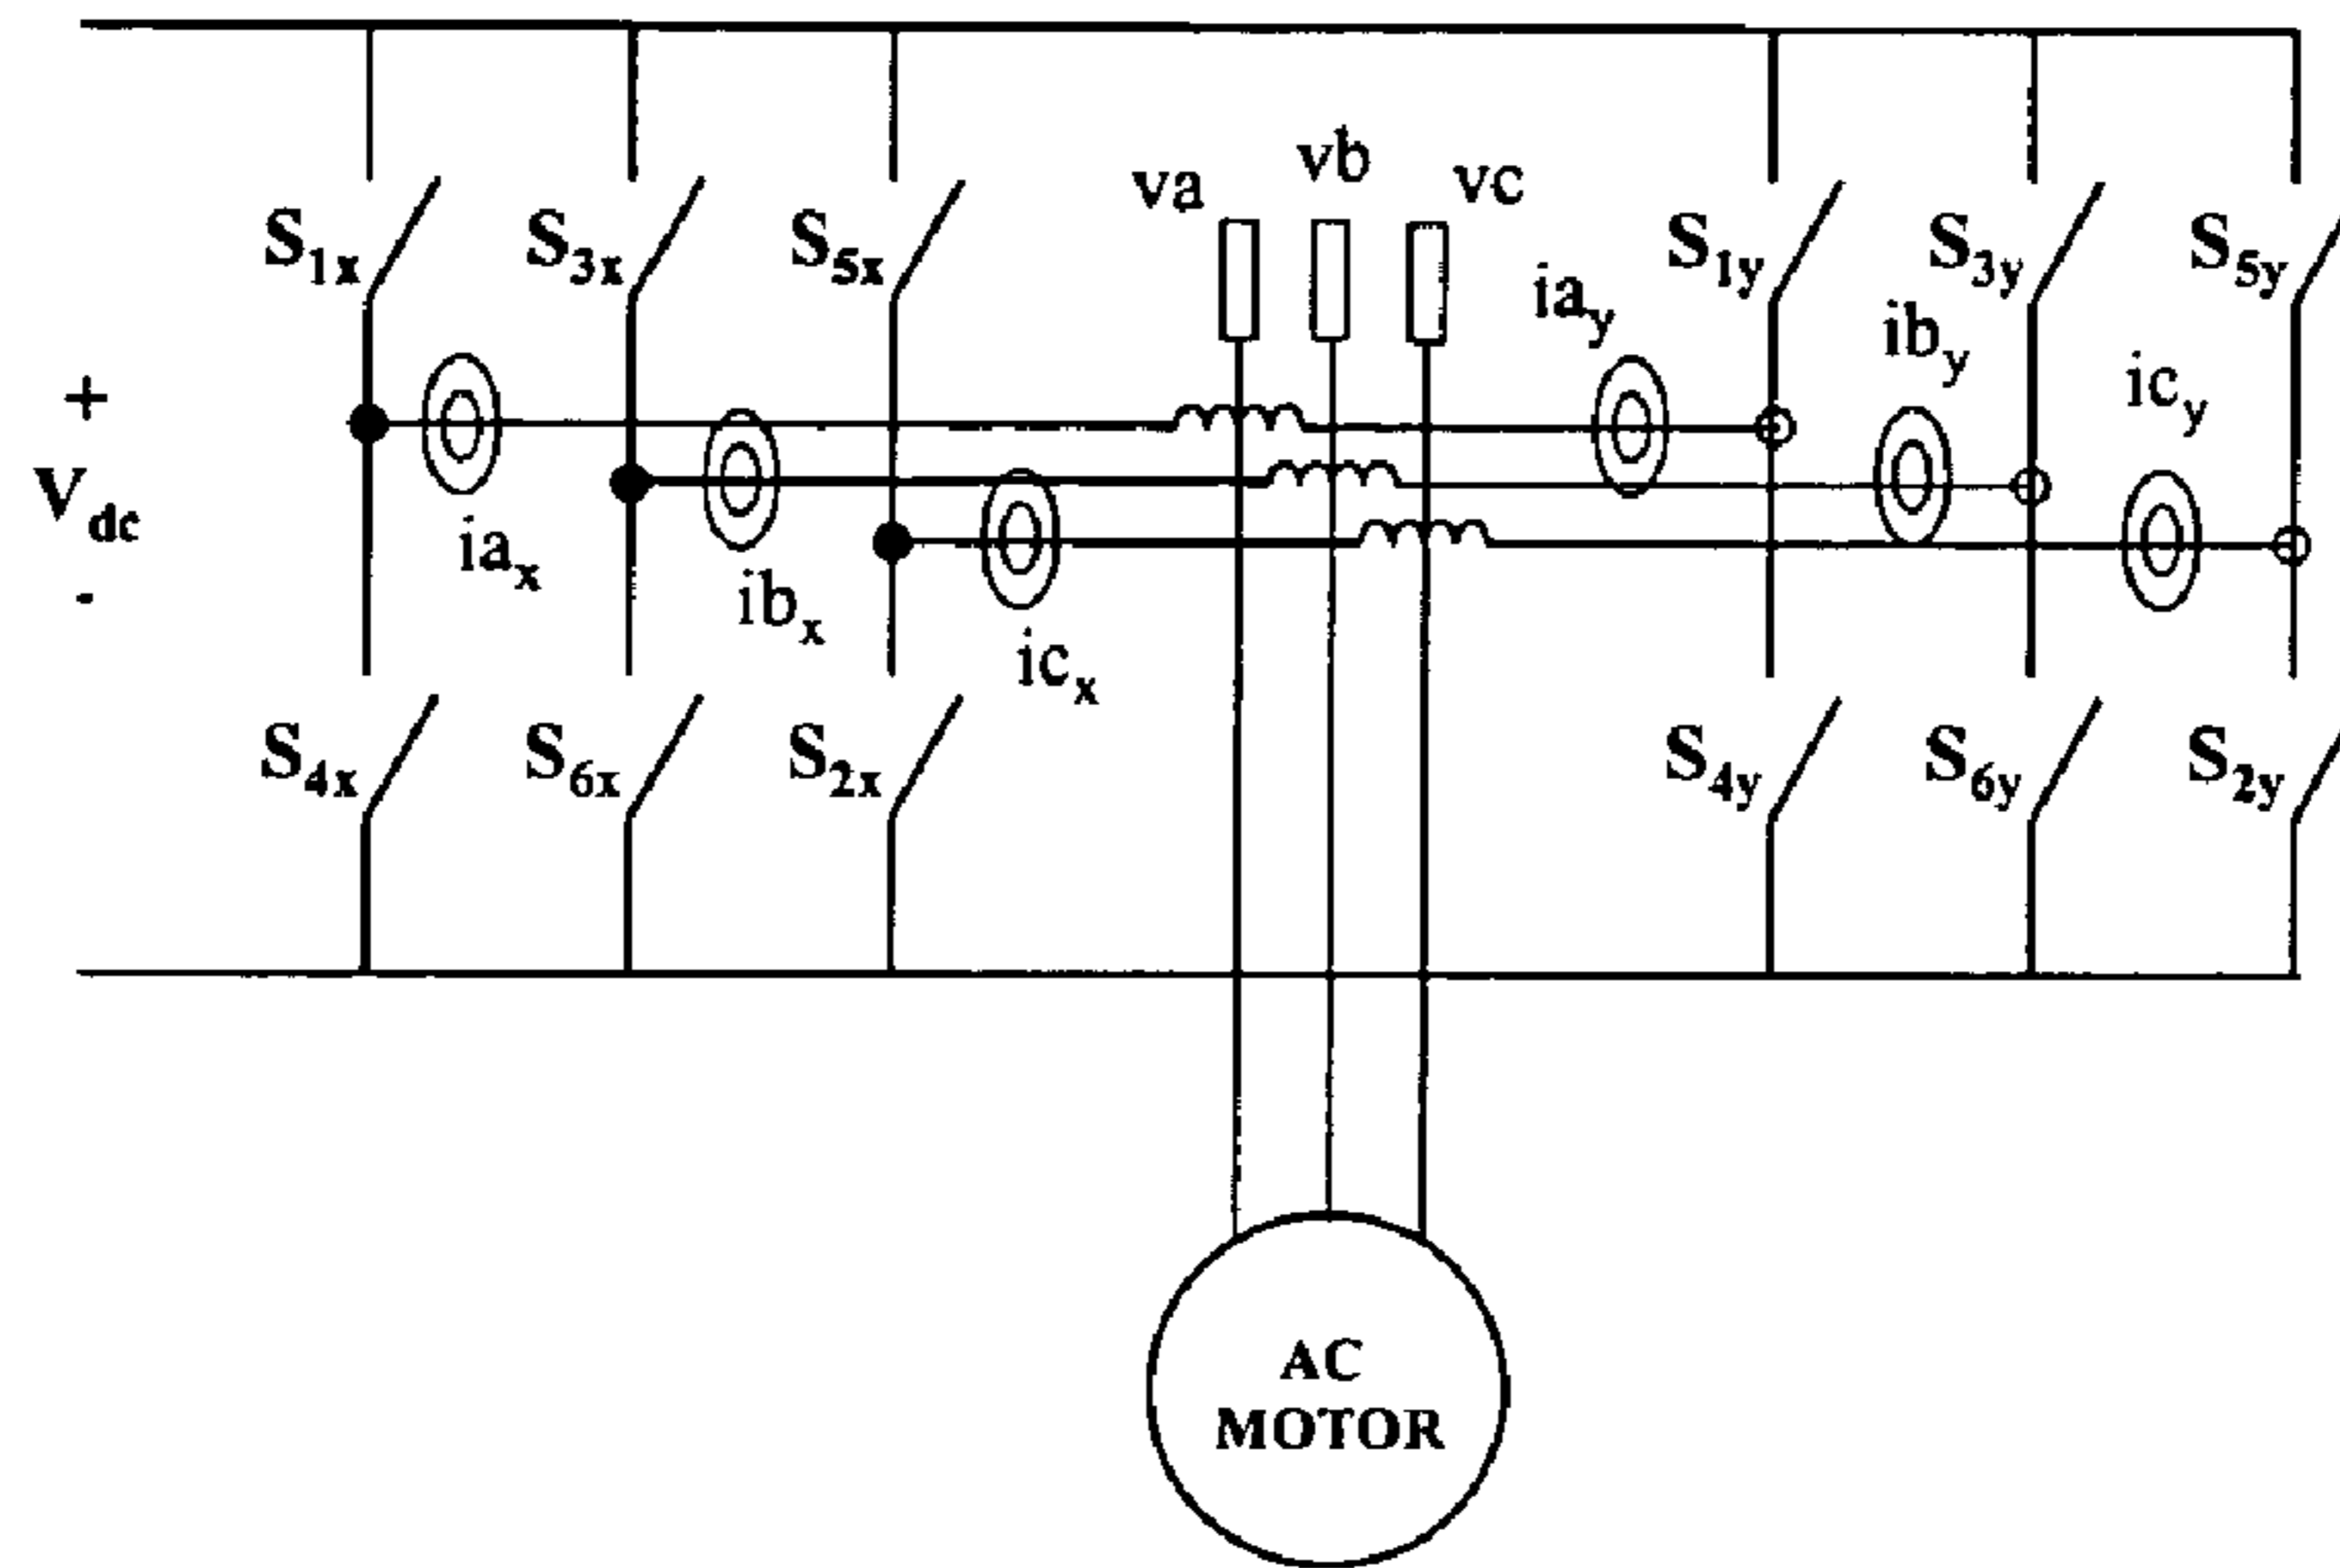 va
vb
vc
S1x
S3x
S5x
S1y
S3y
S5y
iay
iby
icy
+
Vdc
-
iax
ibx
icx
S4x
S6x
S2x
S4y
S6y
S2y
AC
MOTOR